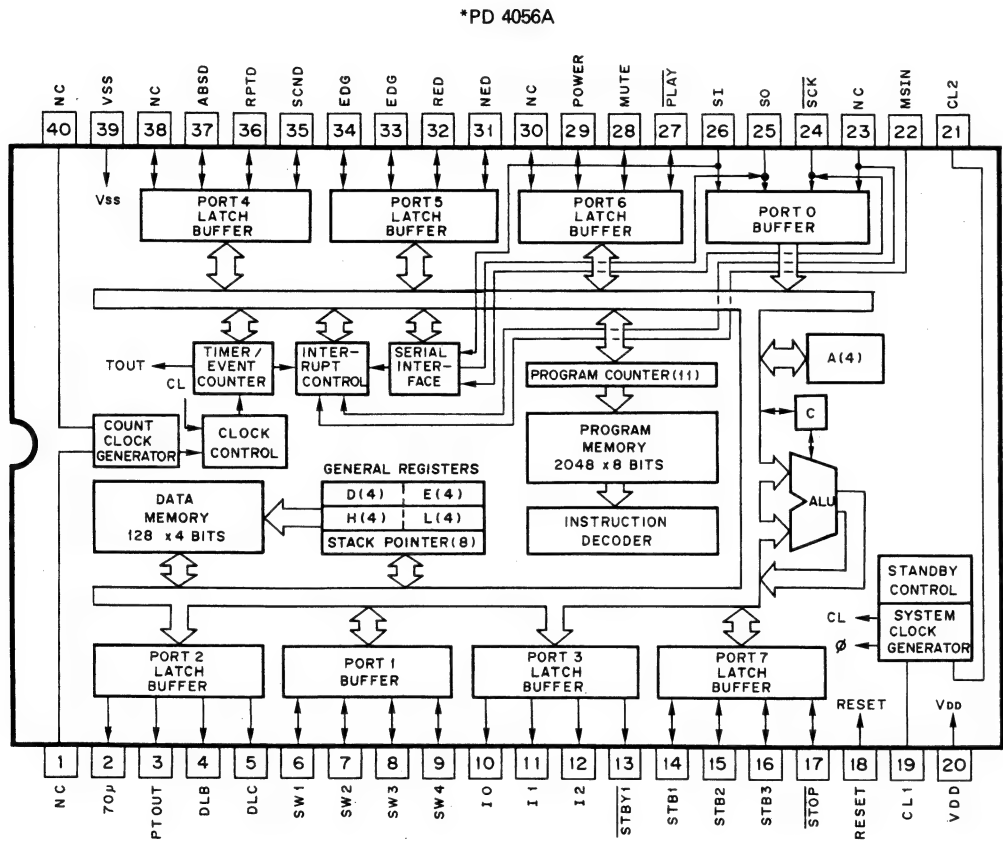 *PD 4056A
NC VSS NC ABSD RPTD SCND EDG EDG RED NED NC POWER MUTE PLAY SI SO SCK NC MSIN CL2
40 39 38 37 36 35 34 33 32 31 30 29 28 27 26 25 24 23 22 21
Vss
PORT 4
LATCH
BUFFER
PORT 5
LATCH
BUFFER
PORT 6
LATCH
BUFFER
PORT 0
BUFFER
TOUT
CL
TIMER/
EVENT
COUNTER
INTER-
RUPT
CONTROL
SERIAL
INTER-
FACE
PROGRAM COUNTER(11)
A(4)
C
COUNT
CLOCK
GENERATOR
CLOCK
CONTROL
PROGRAM
MEMORY
2048 x 8 BITS
ALU
GENERAL REGISTERS
D(4) E(4)
H(4) L(4)
STACK POINTER(8)
DATA
MEMORY
128 x 4 BITS
INSTRUCTION
DECODER
STANDBY
CONTROL
CL
SYSTEM
CLOCK
GENERATOR
Ø
PORT 2
LATCH
BUFFER
PORT 1
BUFFER
PORT 3
LATCH
BUFFER
PORT 7
LATCH
BUFFER
RESET
VDD
1 2 3 4 5 6 7 8 9 10 11 12 13 14 15 16 17 18 19 20
NC 70μ PTOUT DLB DLC SW1 SW2 SW3 SW4 I0 I1 I2 STBY1 STB1 STB2 STB3 STOP RESET CL1 VDD